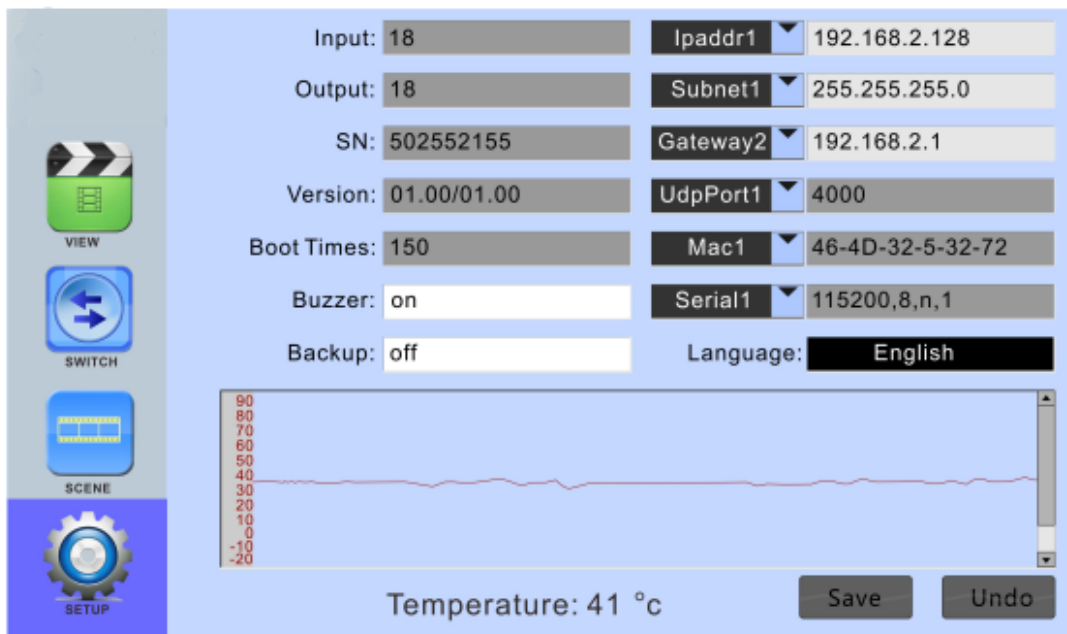 Input: 18
Ipaddr1 192.168.2.128
Output: 18
Subnet1 255.255.255.0
SN: 502552155
Gateway2 192.168.2.1
Version: 01.00/01.00
UdpPort1 4000
Boot Times: 150
Mac1 46-4D-32-5-32-72
Buzzer: on
Serial1 115200,8,n,1
Backup: off
Language: English
VIEW
SWITCH
SCENE
SETUP
90
80
70
60
50
40
30
20
10
0
-10
-20
Temperature: 41 °c
Save
Undo